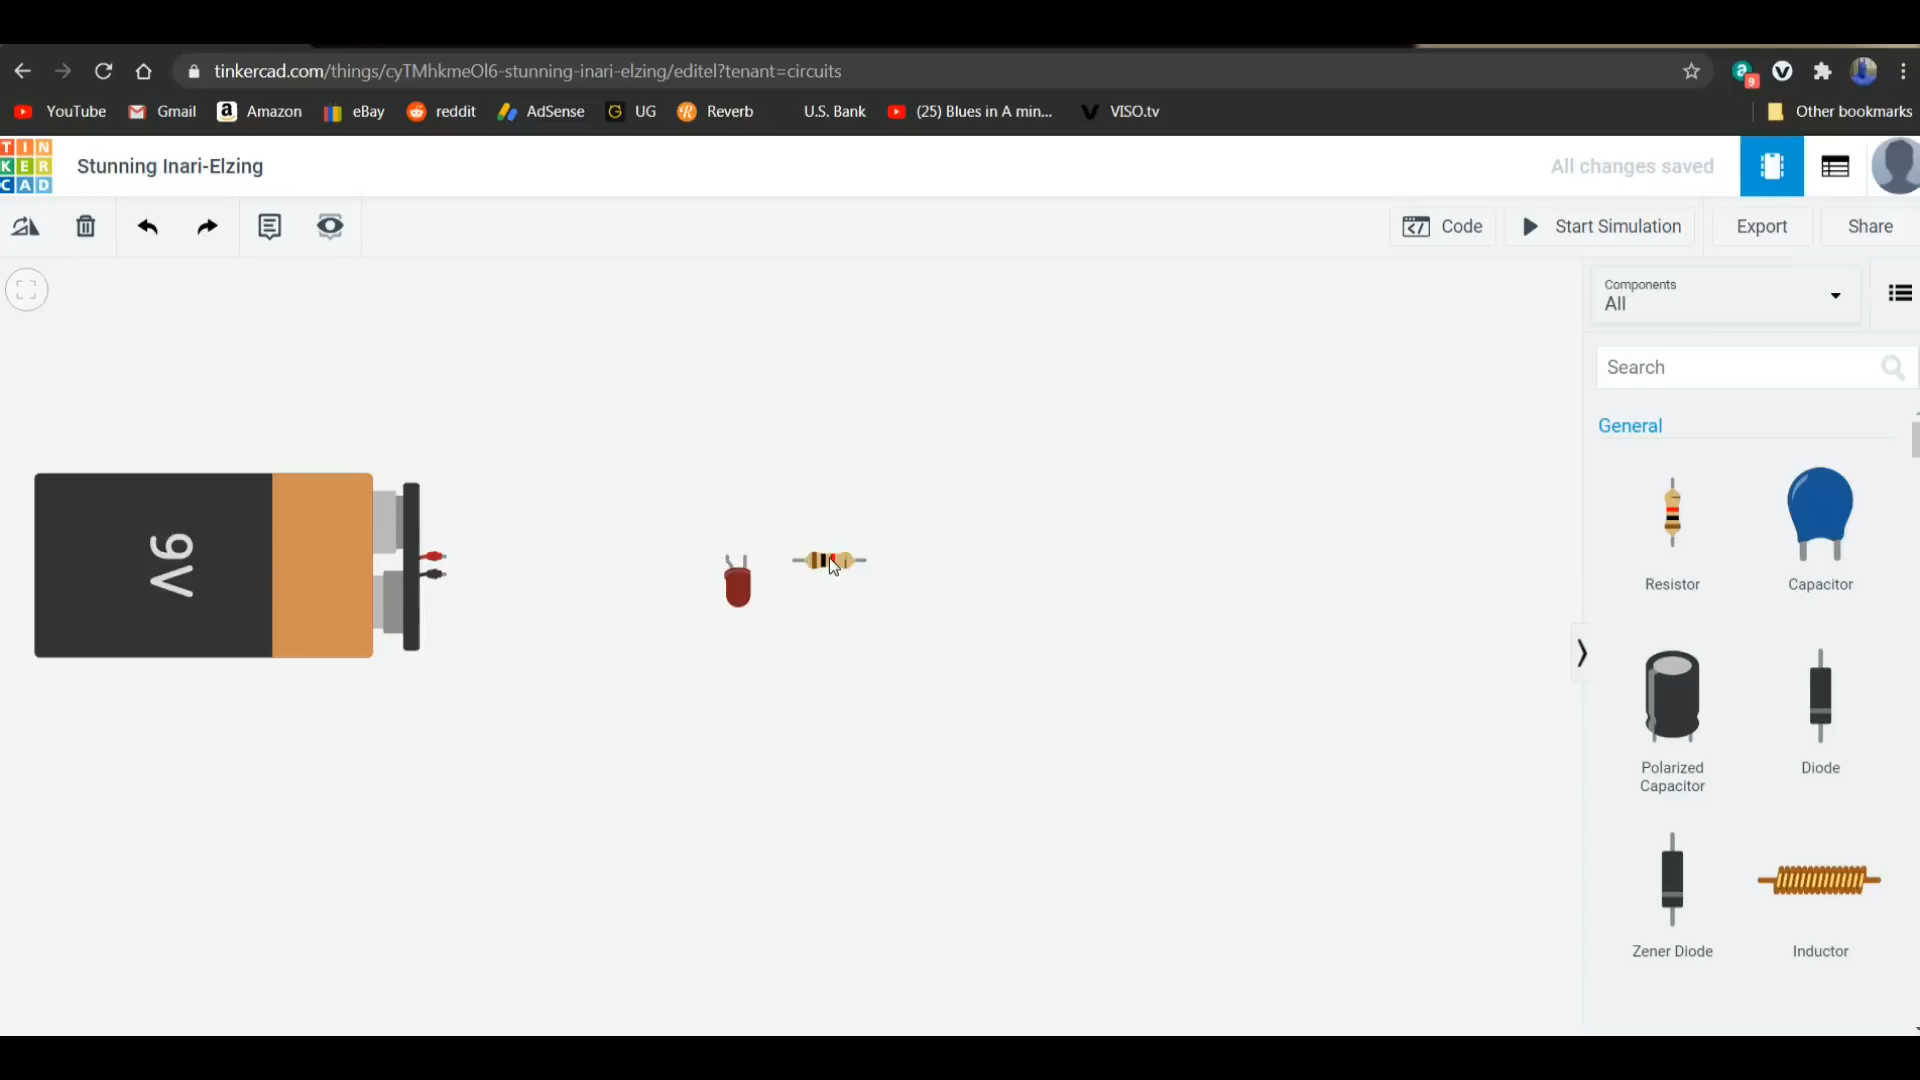 tinkercad.com/things/cyTMhkmeOl6-stunning-inari-elzing/editel?tenant=circuits
a
9
YouTube
Gmail
a
Amazon
eBay
reddit
AdSense
G
UG
R
Reverb
U.S. Bank
(25) Blues in A min...
VISO.tv
Other bookmarks
TIN
KER
CAD
Stunning Inari-Elzing
All changes saved
Code
Start Simulation
Export
Share
Components
All
Search
General
9V
Resistor
Capacitor
Polarized
Capacitor
Diode
Zener Diode
Inductor